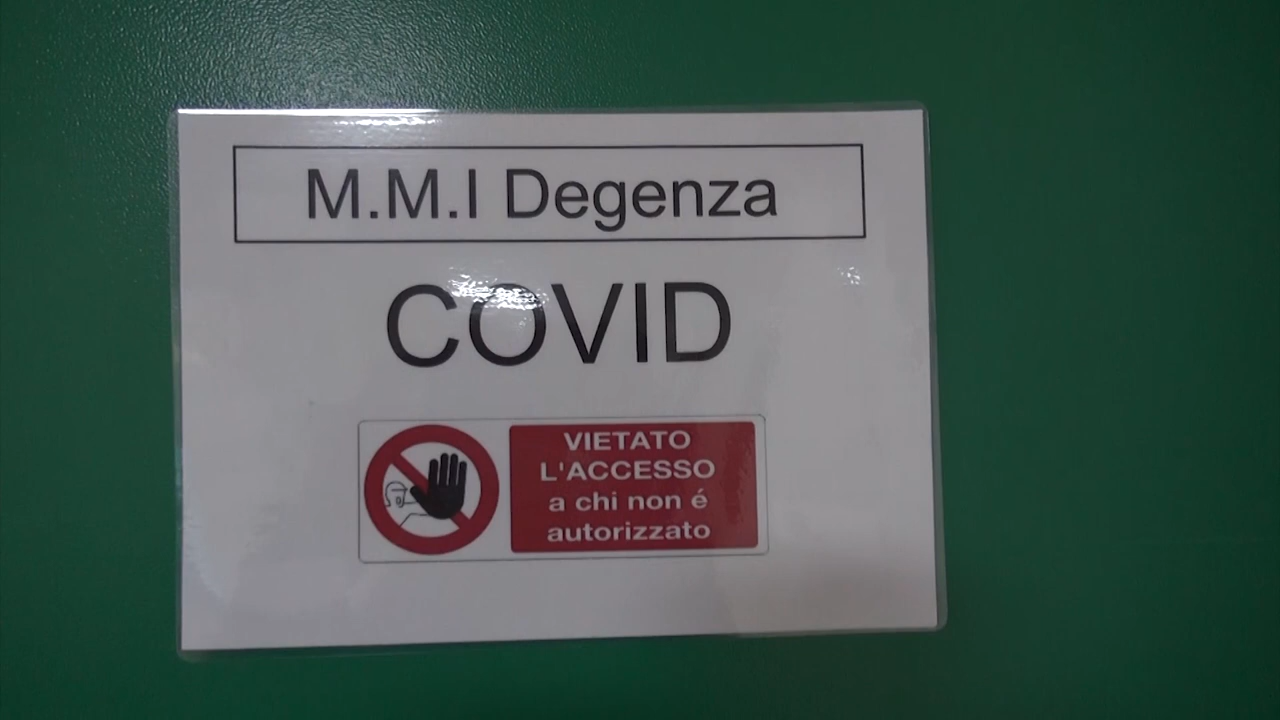 M.M.I Degenza
COVID
VIETATO
L'ACCESSO
a chi non é
autorizzato